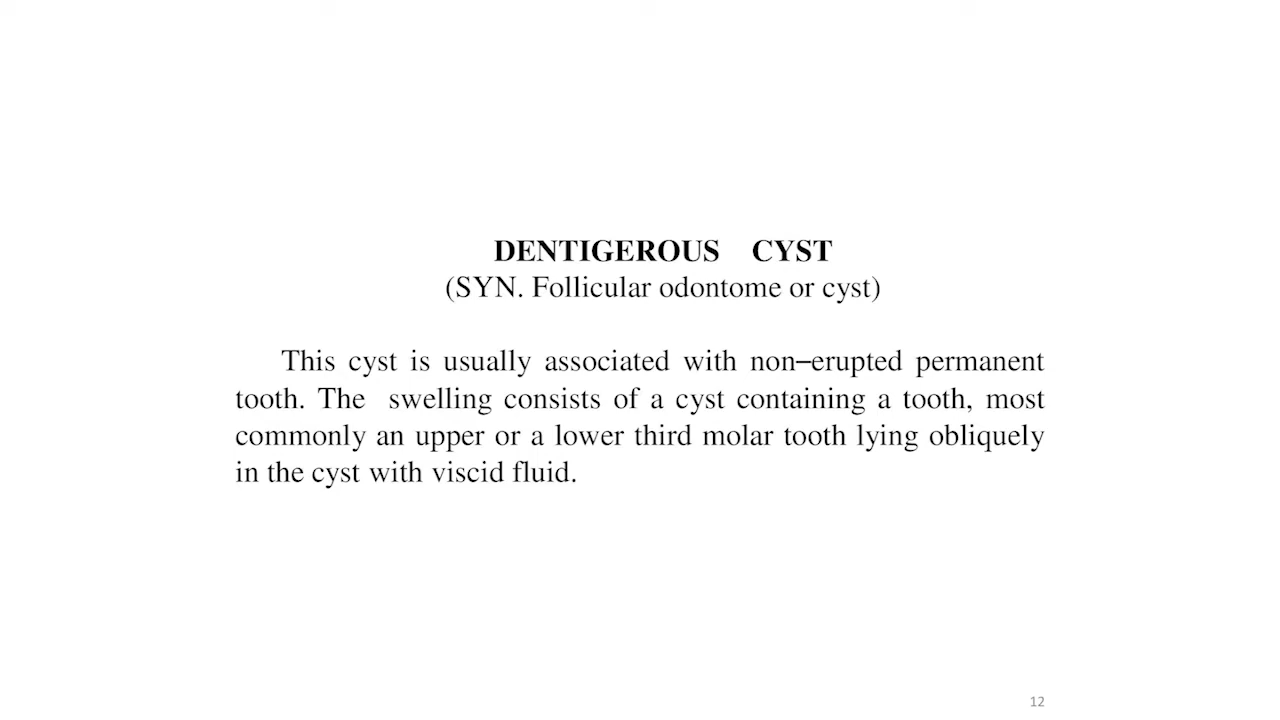 DENTIGEROUS CYST
(SYN. Follicular odontome or cyst)
This cyst is usually associated with non–erupted permanent
tooth. The swelling consists of a cyst containing a tooth, most
commonly an upper or a lower third molar tooth lying obliquely
in the cyst with viscid fluid.
12